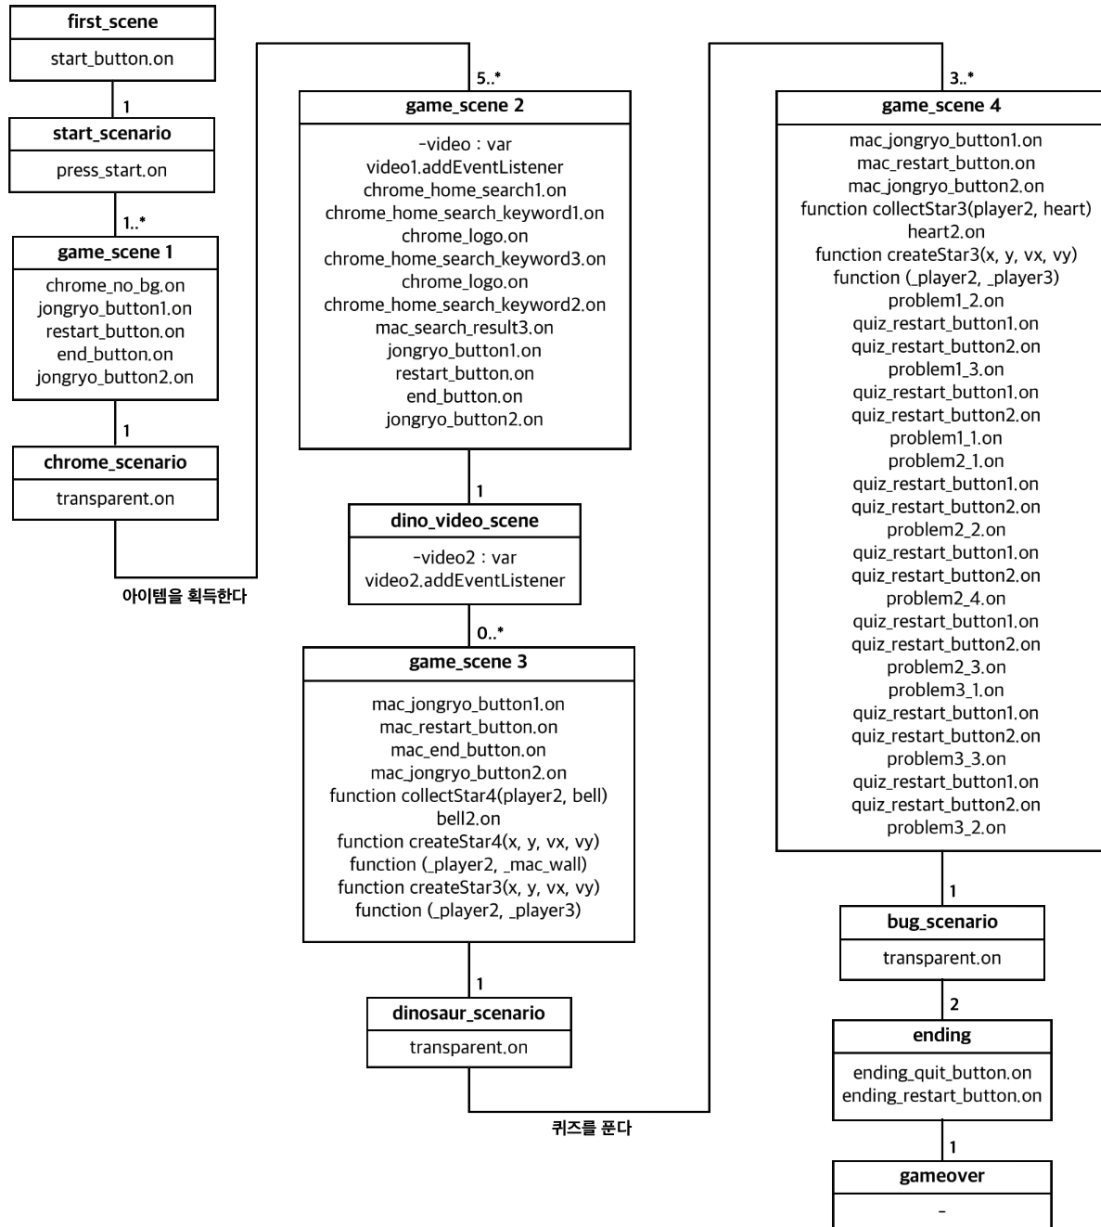 first_scene
start_button.on
1
start_scenario
press_start.on
1..*
game_scene 1
chrome_no_bg.on
jongryo_button1.on
restart_button.on
end_button.on
jongryo_button2.on
1
chrome_scenario
transparent.on
아이템을 획득한다
5..*
game_scene 2
-video : var
video1.addEventListener
chrome_home_search1.on
chrome_home_search_keyword1.on
chrome_logo.on
chrome_home_search_keyword3.on
chrome_logo.on
chrome_home_search_keyword2.on
mac_search_result3.on
jongryo_button1.on
restart_button.on
end_button.on
jongryo_button2.on
1
dino_video_scene
-video2 : var
video2.addEventListener
0..*
game_scene 3
mac_jongryo_button1.on
mac_restart_button.on
mac_end_button.on
mac_jongryo_button2.on
function collectStar4(player2, bell)
bell2.on
function createStar4(x, y, vx, vy)
function (_player2, _mac_wall)
function createStar3(x, y, vx, vy)
function (_player2, _player3)
1
dinosaur_scenario
transparent.on
퀴즈를 푼다
3..*
game_scene 4
mac_jongryo_button1.on
mac_restart_button.on
mac_jongryo_button2.on
function collectStar3(player2, heart)
heart2.on
function createStar3(x, y, vx, vy)
function (_player2, _player3)
problem1_2.on
quiz_restart_button1.on
quiz_restart_button2.on
problem1_3.on
quiz_restart_button1.on
quiz_restart_button2.on
problem1_1.on
problem2_1.on
quiz_restart_button1.on
quiz_restart_button2.on
problem2_2.on
quiz_restart_button1.on
quiz_restart_button2.on
problem2_4.on
quiz_restart_button1.on
quiz_restart_button2.on
problem2_3.on
problem3_1.on
quiz_restart_button1.on
quiz_restart_button2.on
problem3_3.on
quiz_restart_button1.on
quiz_restart_button2.on
problem3_2.on
1
bug_scenario
transparent.on
2
ending
ending_quit_button.on
ending_restart_button.on
1
gameover
-